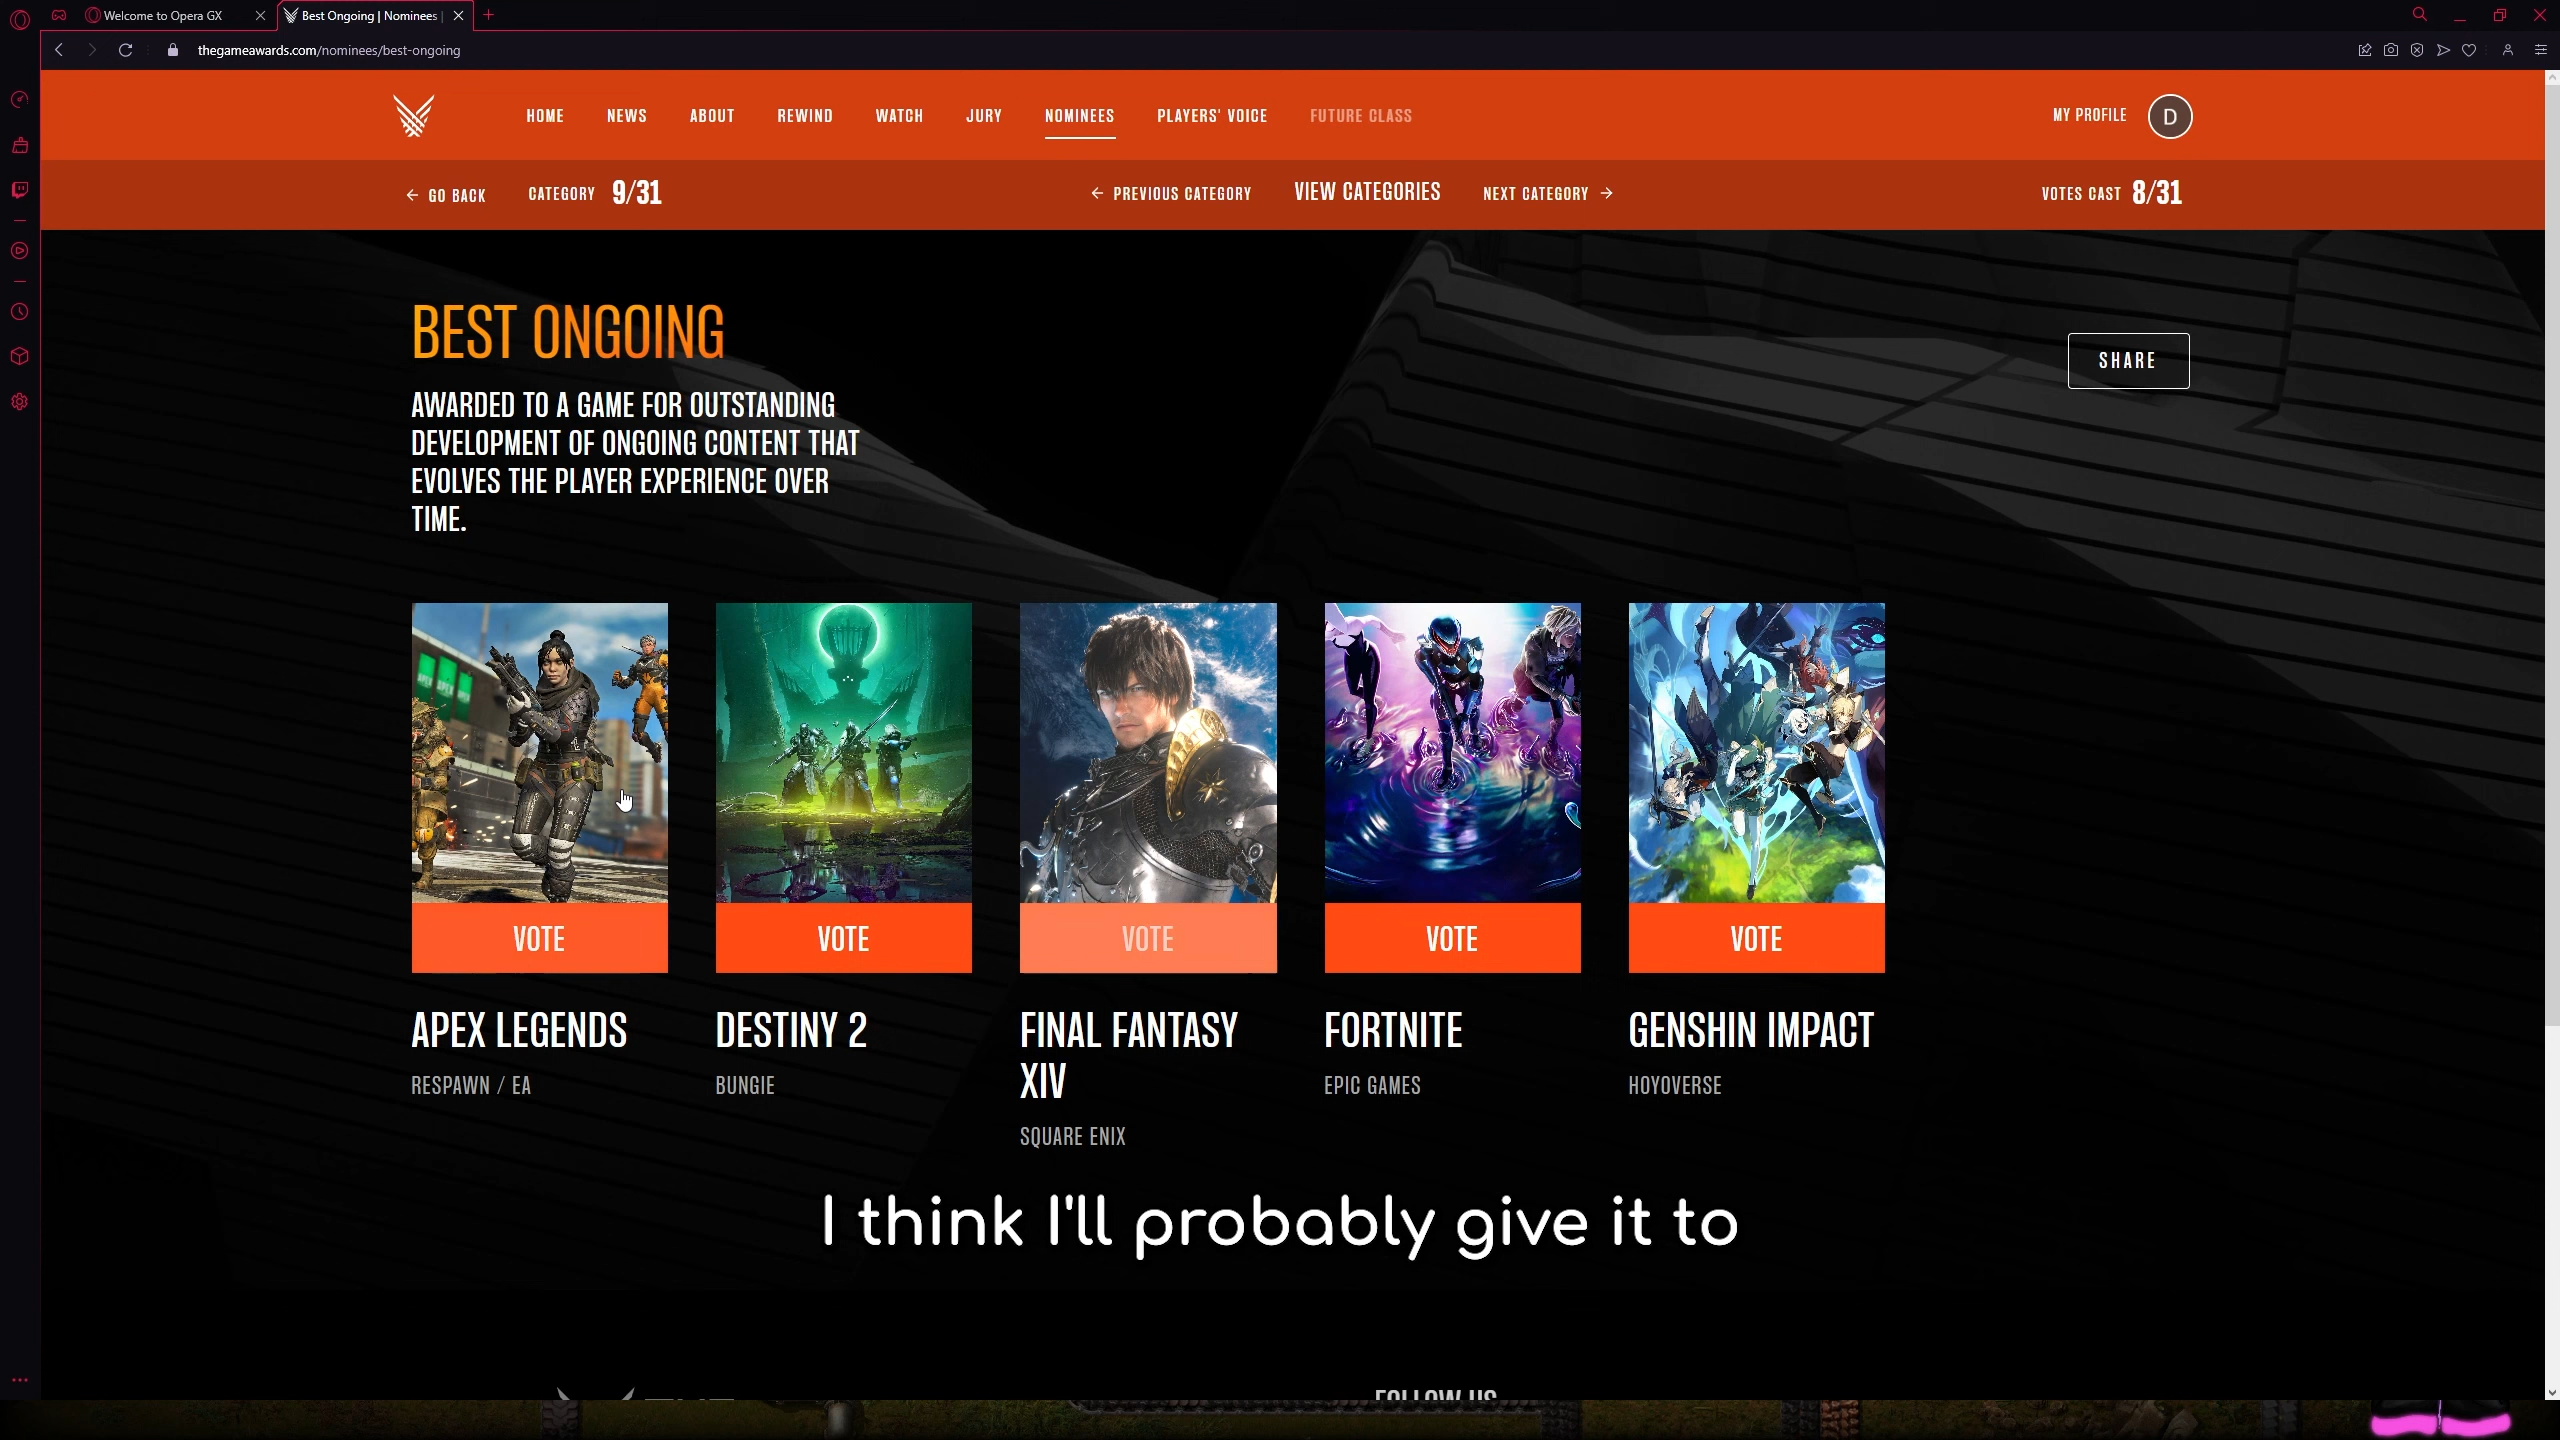 Welcome to Opera GX
Best Ongoing | Nominees |
thegameawards.com/nominees/best-ongoing
HOME
NEWS
ABOUT
REWIND
WATCH
JURY
NOMINEES
PLAYERS' VOICE
FUTURE CLASS
MY PROFILE
D
← GO BACK
CATEGORY 9/31
← PREVIOUS CATEGORY
VIEW CATEGORIES
NEXT CATEGORY →
VOTES CAST 8/31
BEST ONGOING
SHARE
AWARDED TO A GAME FOR OUTSTANDING
DEVELOPMENT OF ONGOING CONTENT THAT
EVOLVES THE PLAYER EXPERIENCE OVER
TIME.
VOTE
VOTE
VOTE
VOTE
VOTE
APEX LEGENDS
RESPAWN / EA
DESTINY 2
BUNGIE
FINAL FANTASY
XIV
SQUARE ENIX
FORTNITE
EPIC GAMES
GENSHIN IMPACT
HOYOVERSE
I think I'll probably give it to
FOLLOW US